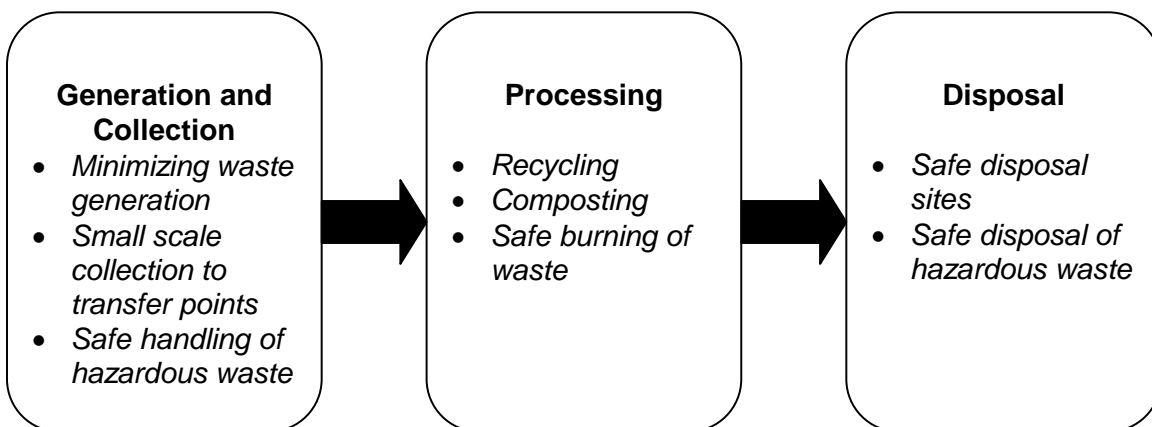 Generation and
Collection
• Minimizing waste
generation
• Small scale
collection to
transfer points
• Safe handling of
hazardous waste
Processing
• Recycling
• Composting
• Safe burning of
waste
Disposal
• Safe disposal
sites
• Safe disposal of
hazardous waste